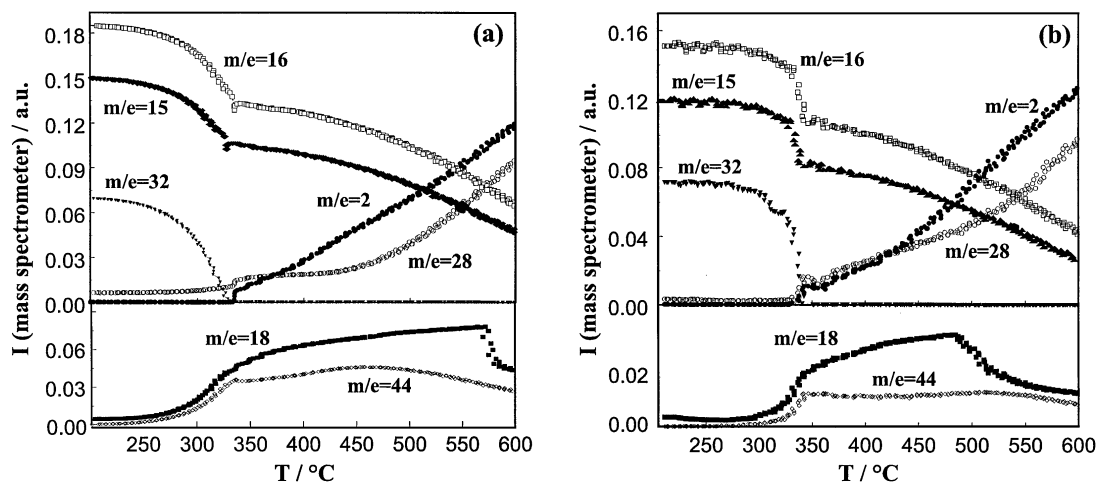 (a)
0.18
0.15
0.12
0.09
0.06
0.03
0.00
0.06
0.03
0.00
I (mass spectrometer) / a.u.
m/e=16
m/e=15
m/e=32
m/e=2
m/e=28
m/e=18
m/e=44
250 300 350 400 450 500 550 600
T / °C
(b)
0.16
0.12
0.08
0.04
0.00
0.02
0.00
I (mass spectrometer) / a.u.
m/e=16
m/e=15
m/e=2
m/e=32
m/e=28
m/e=18
m/e=44
250 300 350 400 450 500 550 600
T / °C